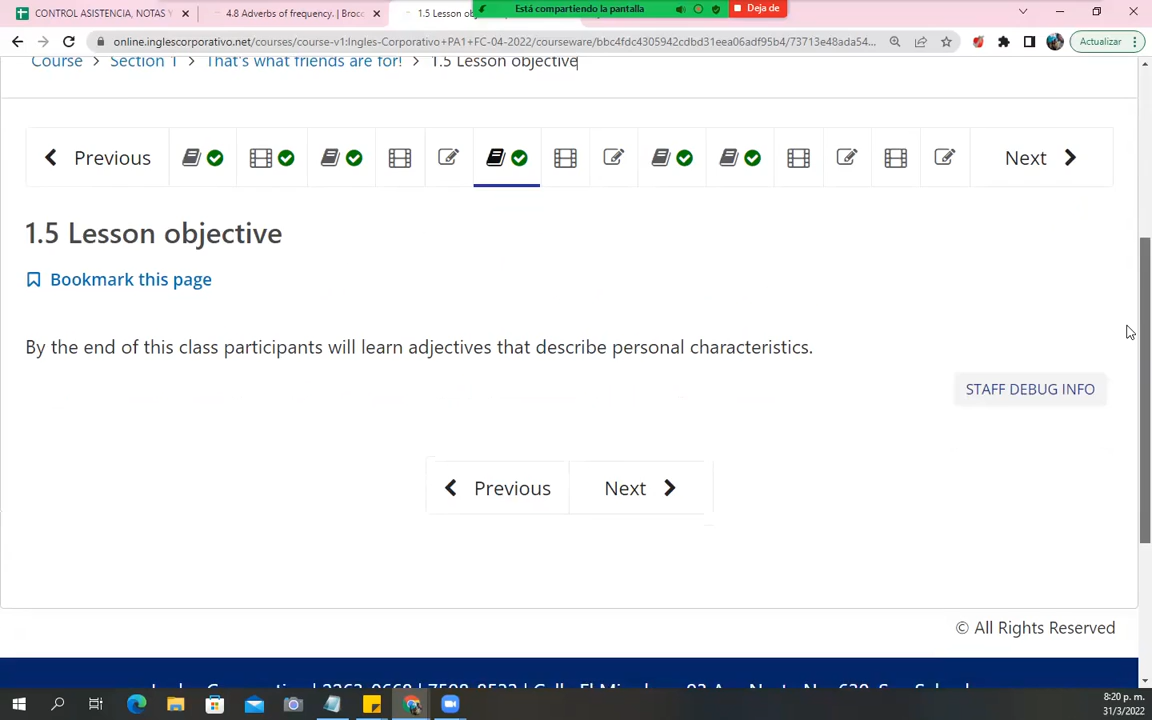 CONTROL ASISTENCIA, NOTAS Y
4.8 Adverbs of frequency. | Broc
1.5 Lesson
Está compartiendo la pantalla
Deja de
online.inglescorporativo.net/courses/course-v1:Ingles-Corporativo+PA1+FC-04-2022/courseware/bbc4fdc4305942cdbd31eea06adf95b4/73713e48ada54...
Actualizar
Course > Section 1 > That's what friends are for! > 1.5 Lesson objective
Previous
Next
1.5 Lesson objective
Bookmark this page
By the end of this class participants will learn adjectives that describe personal characteristics.
STAFF DEBUG INFO
Previous
Next
© All Rights Reserved
8:20 p. m.
31/3/2022